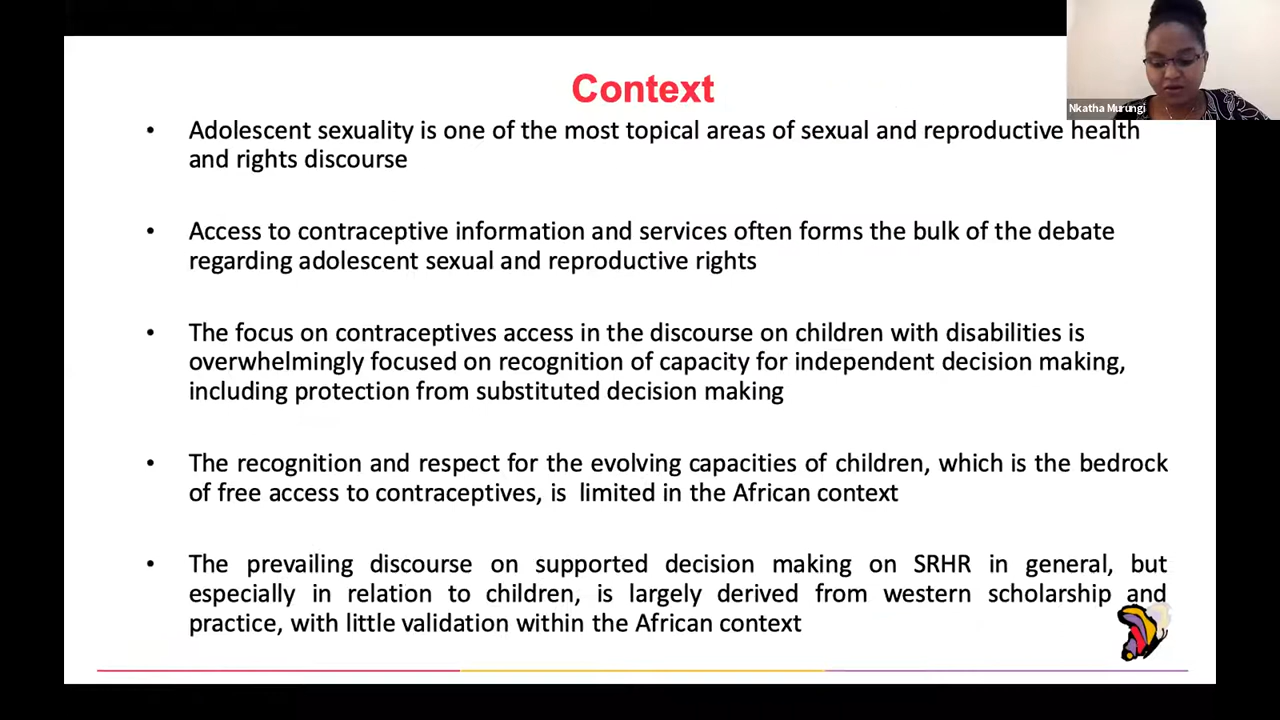 Context
Nkatha Murungi
• Adolescent sexuality is one of the most topical areas of sexual and reproductive health
and rights discourse
• Access to contraceptive information and services often forms the bulk of the debate
regarding adolescent sexual and reproductive rights
• The focus on contraceptives access in the discourse on children with disabilities is
overwhelmingly focused on recognition of capacity for independent decision making,
including protection from substituted decision making
• The recognition and respect for the evolving capacities of children, which is the bedrock
of free access to contraceptives, is limited in the African context
• The prevailing discourse on supported decision making on SRHR in general, but
especially in relation to children, is largely derived from western scholarship and
practice, with little validation within the African context